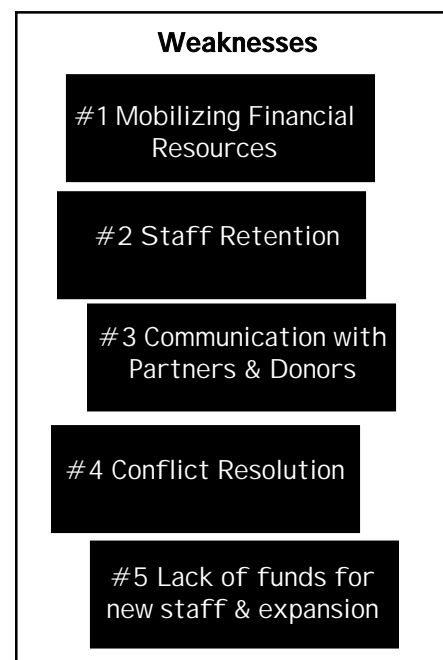 Weaknesses
#1 Mobilizing Financial
Resources
#2 Staff Retention
#3 Communication with
Partners & Donors
#4 Conflict Resolution
#5 Lack of funds for
new staff & expansion